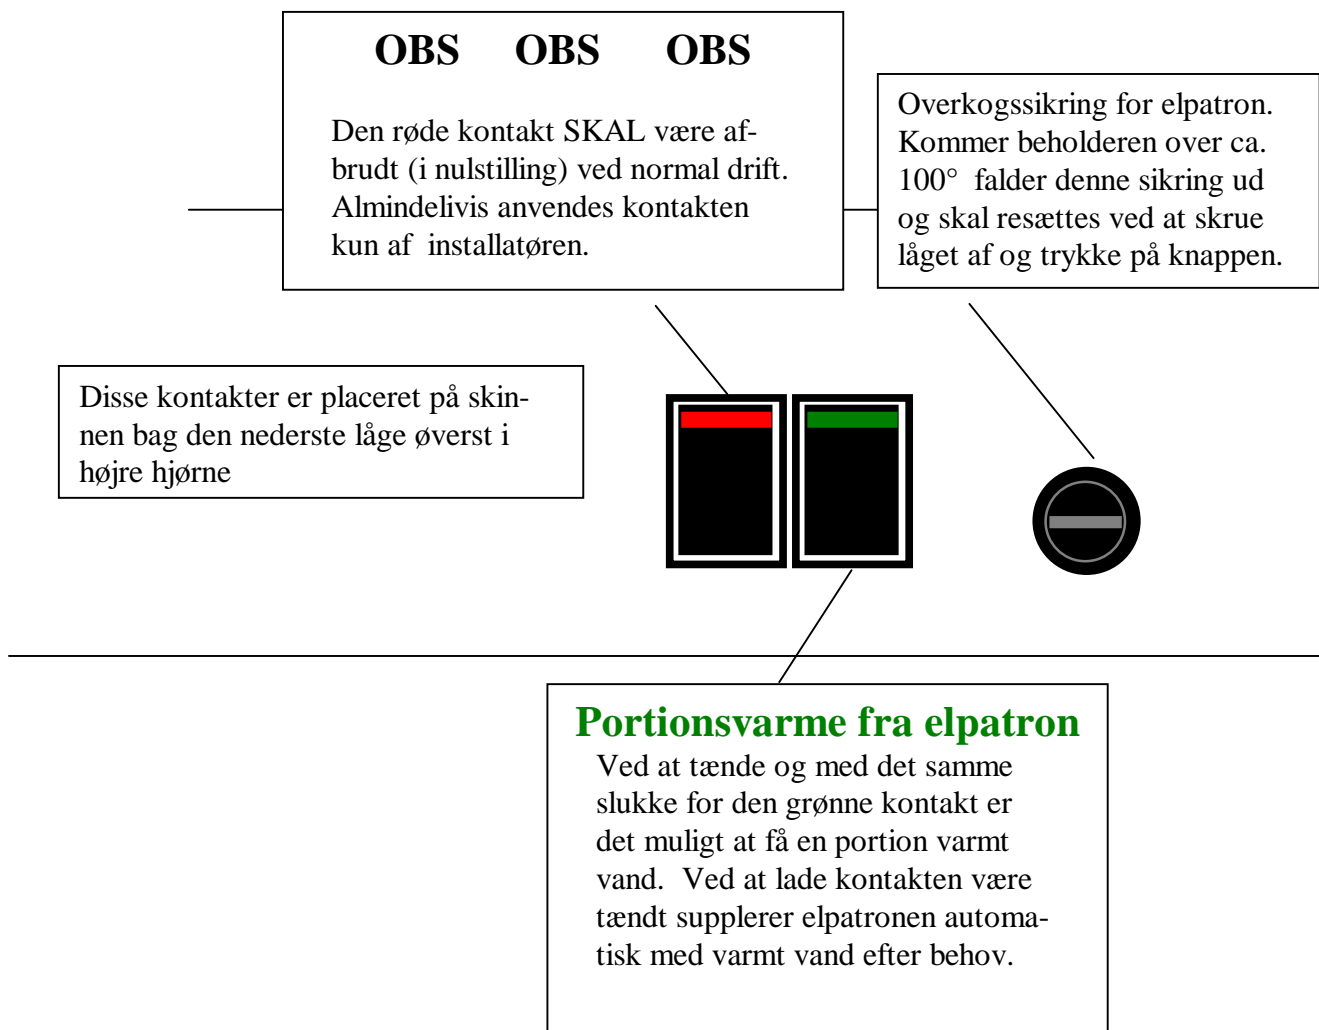 OBS OBS OBS
Den røde kontakt SKAL være af-
brudt (i nulstilling) ved normal drift.
Almindelivis anvendes kontakten
kun af installatøren.
Overkogssikring for elpatron.
Kommer beholderen over ca.
100° falder denne sikring ud
og skal resættes ved at skrue
låget af og trykke på knappen.
Disse kontakter er placeret på skin-
nen bag den nederste låge øverst i
højre hjørne
Portionsvarme fra elpatron
Ved at tænde og med det samme
slukke for den grønne kontakt er
det muligt at få en portion varmt
vand. Ved at lade kontakten være
tændt supplerer elpatronen automa-
tisk med varmt vand efter behov.